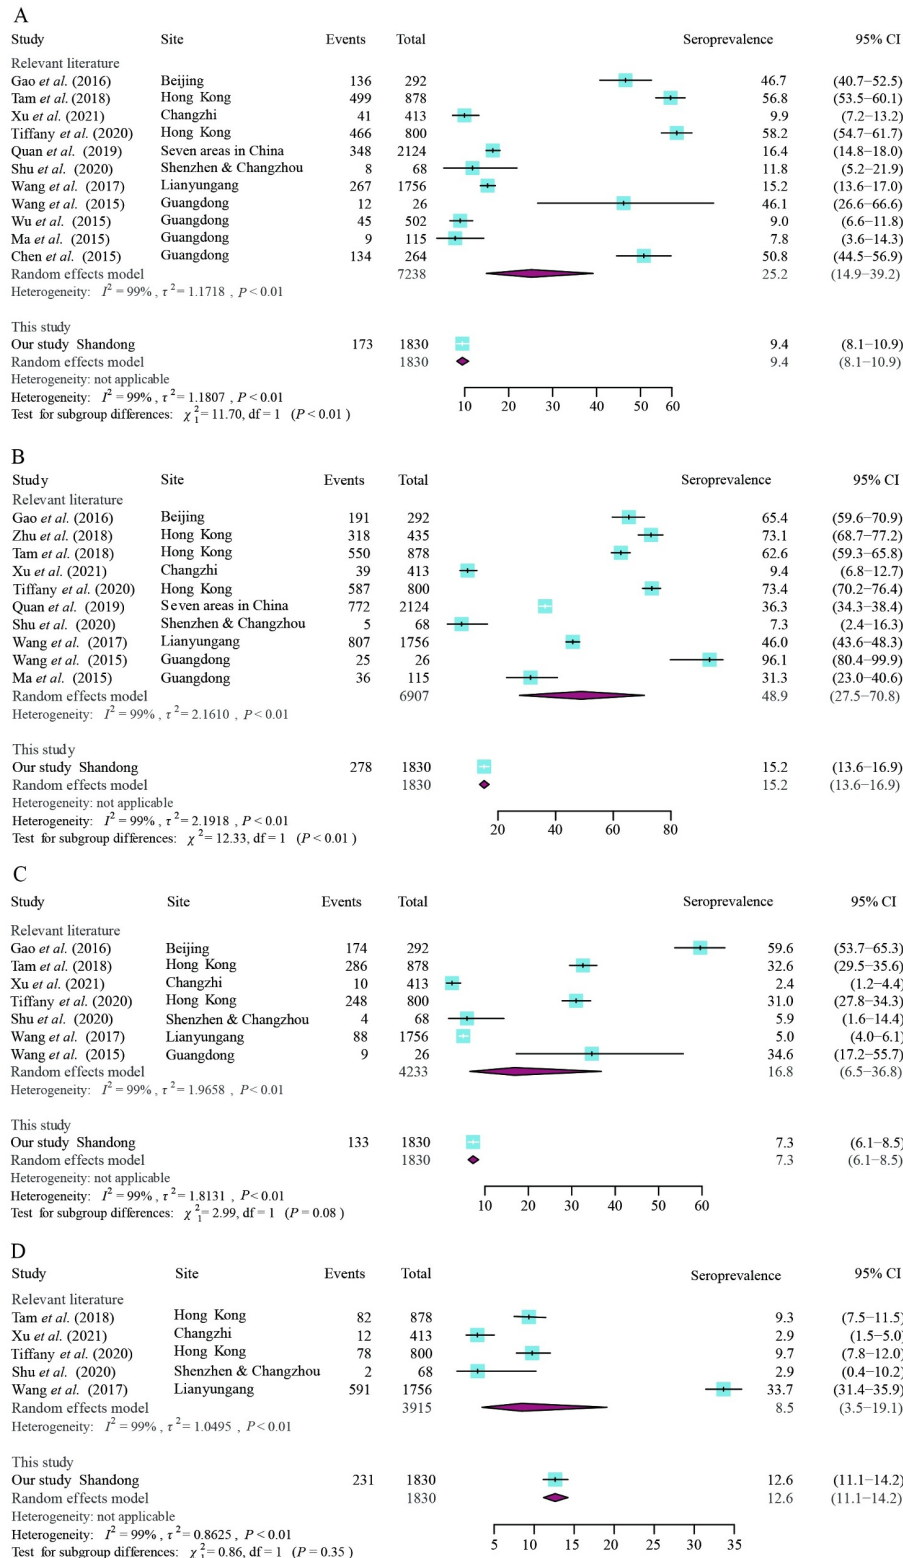 A
Study Site Events Total Seroprevalence 95% CI
Relevant literature
Gao et al. (2016) Beijing 136 292 46.7 (40.7−52.5)
Tam et al. (2018) Hong Kong 499 878 56.8 (53.5−60.1)
Xu et al. (2021) Changzhi 41 413 9.9 (7.2−13.2)
Tiffany et al. (2020) Hong Kong 466 800 58.2 (54.7−61.7)
Quan et al. (2019) Seven areas in China 348 2124 16.4 (14.8−18.0)
Shu et al. (2020) Shenzhen & Changzhou 8 68 11.8 (5.2−21.9)
Wang et al. (2017) Lianyungang 267 1756 15.2 (13.6−17.0)
Wang et al. (2015) Guangdong 12 26 46.1 (26.6−66.6)
Wu et al. (2015) Guangdong 45 502 9.0 (6.6−11.8)
Ma et al. (2015) Guangdong 9 115 7.8 (3.6−14.3)
Chen et al. (2015) Guangdong 134 264 50.8 (44.5−56.9)
Random effects model 7238 25.2 (14.9−39.2)
Heterogeneity: I² = 99% , τ² = 1.1718 , P < 0.01
This study
Our study Shandong 173 1830 9.4 (8.1−10.9)
Random effects model 1830 9.4 (8.1−10.9)
Heterogeneity: not applicable
Heterogeneity: I² = 99% , τ² = 1.1807 , P < 0.01
Test for subgroup differences: χ₁² = 11.70, df = 1 (P < 0.01 )
10 20 30 40 50 60
B
Study Site Events Total Seroprevalence 95% CI
Relevant literature
Gao et al. (2016) Beijing 191 292 65.4 (59.6−70.9)
Zhu et al. (2018) Hong Kong 318 435 73.1 (68.7−77.2)
Tam et al. (2018) Hong Kong 550 878 62.6 (59.3−65.8)
Xu et al. (2021) Changzhi 39 413 9.4 (6.8−12.7)
Tiffany et al. (2020) Hong Kong 587 800 73.4 (70.2−76.4)
Quan et al. (2019) Seven areas in China 772 2124 36.3 (34.3−38.4)
Shu et al. (2020) Shenzhen & Changzhou 5 68 7.3 (2.4−16.3)
Wang et al. (2017) Lianyungang 807 1756 46.0 (43.6−48.3)
Wang et al. (2015) Guangdong 25 26 96.1 (80.4−99.9)
Ma et al. (2015) Guangdong 36 115 31.3 (23.0−40.6)
Random effects model 6907 48.9 (27.5−70.8)
Heterogeneity: I² = 99% , τ² = 2.1610 , P < 0.01
This study
Our study Shandong 278 1830 15.2 (13.6−16.9)
Random effects model 1830 15.2 (13.6−16.9)
Heterogeneity: not applicable
Heterogeneity: I² = 99% , τ² = 2.1918 , P < 0.01
Test for subgroup differences: χ² = 12.33, df = 1 (P < 0.01 )
20 40 60 80
C
Study Site Events Total Seroprevalence 95% CI
Relevant literature
Gao et al. (2016) Beijing 174 292 59.6 (53.7−65.3)
Tam et al. (2018) Hong Kong 286 878 32.6 (29.5−35.6)
Xu et al. (2021) Changzhi 10 413 2.4 (1.2−4.4)
Tiffany et al. (2020) Hong Kong 248 800 31.0 (27.8−34.3)
Shu et al. (2020) Shenzhen & Changzhou 4 68 5.9 (1.6−14.4)
Wang et al. (2017) Lianyungang 88 1756 5.0 (4.0−6.1)
Wang et al. (2015) Guangdong 9 26 34.6 (17.2−55.7)
Random effects model 4233 16.8 (6.5−36.8)
Heterogeneity: I² = 99% , τ² = 1.9658 , P < 0.01
This study
Our study Shandong 133 1830 7.3 (6.1−8.5)
Random effects model 1830 7.3 (6.1−8.5)
Heterogeneity: not applicable
Heterogeneity: I² = 99% , τ² = 1.8131 , P < 0.01
Test for subgroup differences: χ₁² = 2.99, df = 1 (P = 0.08 )
10 20 30 40 50 60
D
Study Site Events Total Seroprevalence 95% CI
Relevant literature
Tam et al. (2018) Hong Kong 82 878 9.3 (7.5−11.5)
Xu et al. (2021) Changzhi 12 413 2.9 (1.5−5.0)
Tiffany et al. (2020) Hong Kong 78 800 9.7 (7.8−12.0)
Shu et al. (2020) Shenzhen & Changzhou 2 68 2.9 (0.4−10.2)
Wang et al. (2017) Lianyungang 591 1756 33.7 (31.4−35.9)
Random effects model 3915 8.5 (3.5−19.1)
Heterogeneity: I² = 99% , τ² = 1.0495 , P < 0.01
This study
Our study Shandong 231 1830 12.6 (11.1−14.2)
Random effects model 1830 12.6 (11.1−14.2)
Heterogeneity: not applicable
Heterogeneity: I² = 99% , τ² = 0.8625 , P < 0.01
Test for subgroup differences: χ₁² = 0.86, df = 1 (P = 0.35 )
5 10 15 10 25 30 35